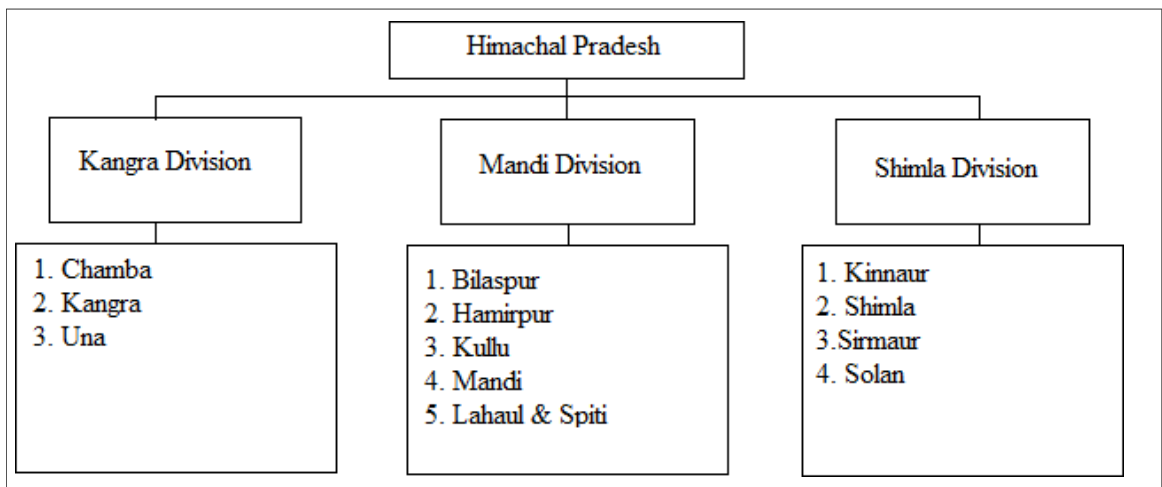 Himachal Pradesh
Kangra Division
Mandi Division
Shimla Division
1. Chamba
2. Kangra
3. Una
1. Bilaspur
2. Hamirpur
3. Kullu
4. Mandi
5. Lahaul & Spiti
1. Kinnaur
2. Shimla
3.Sirmaur
4. Solan